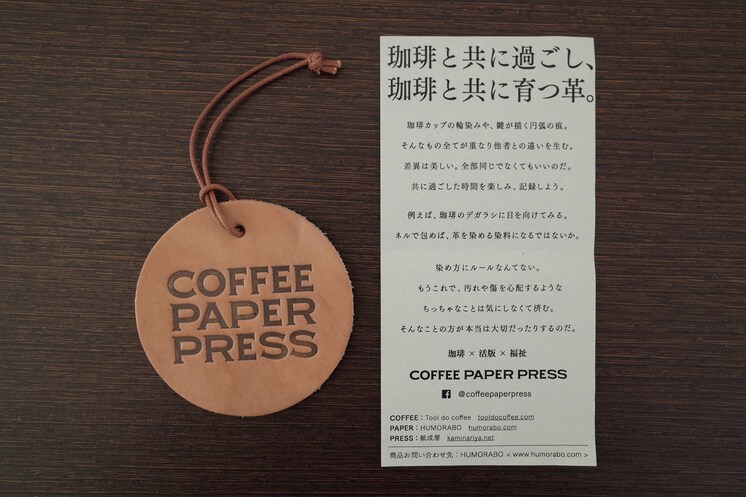 COFFEE
PAPER
PRESS
珈琲と共に過ごし、
珈琲と共に育つ革。
珈琲カップの輪染みや、鍵が描く円弧の痕。
そんなもの全てが重なり他者との違いを生む。
差異は美しい。全部同じでなくてもいいのだ。
共に過ごした時間を楽しみ、記録しよう。
例えば、珈琲のデガラシに目を向けてみる。
ネルで包めば、革を染める染料になるではないか。
染め方にルールなんてない。
もうこれで、汚れや傷を心配するような
ちっちゃなことは気にしなくて済む。
そんなことの方が本当は大切だったりするのだ。
珈琲 × 活版 × 福祉
COFFEE PAPER PRESS
@coffeepaperpress
COFFEE：Tool do coffee tooldocoffee.com
PAPER：HUMORABO humorabo.com
PRESS：紙成屋 kaminariya.net
商品お問い合わせ先：HUMORABO < www.humorabo.com >